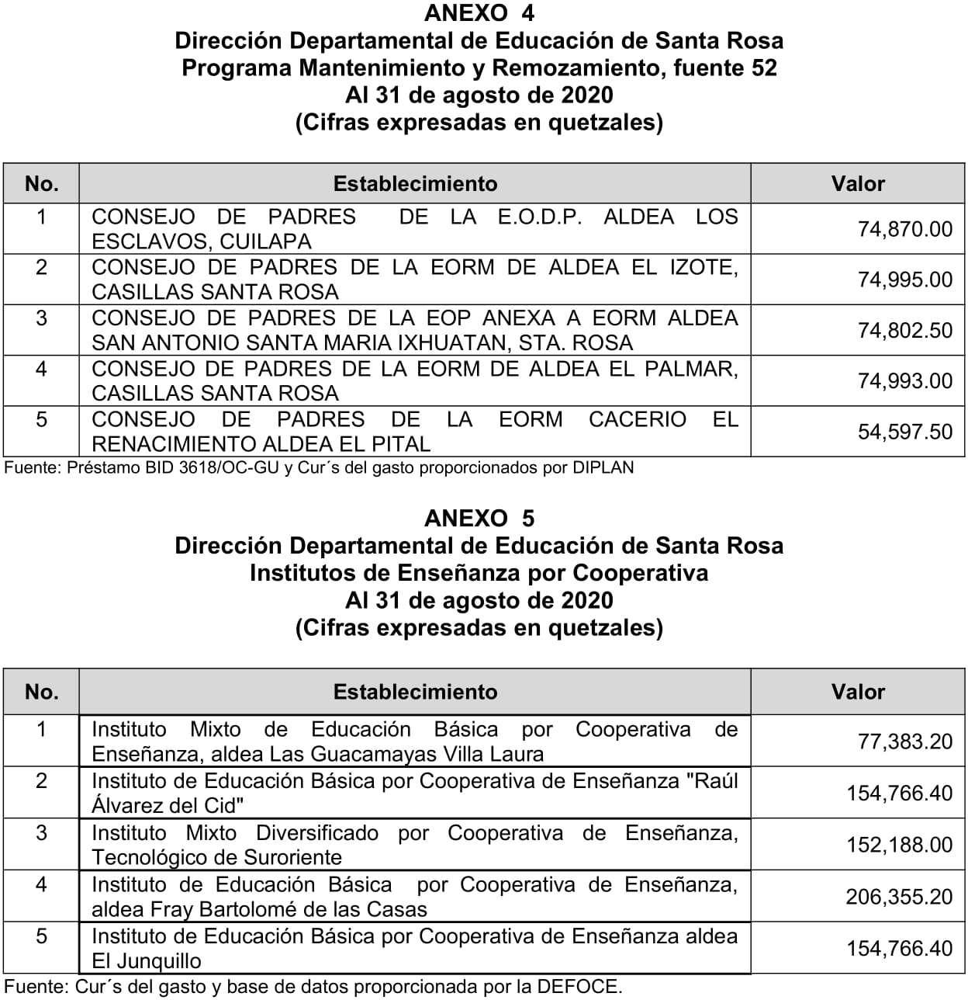 ANEXO 4
Dirección Departamental de Educación de Santa Rosa
Programa Mantenimiento y Remozamiento, fuente 52
Al 31 de agosto de 2020
(Cifras expresadas en quetzales)
No. Establecimiento Valor
1 CONSEJO DE PADRES DE LA E.O.D.P. ALDEA LOS
ESCLAVOS, CUILAPA 74,870.00
2 CONSEJO DE PADRES DE LA EORM DE ALDEA EL IZOTE,
CASILLAS SANTA ROSA 74,995.00
3 CONSEJO DE PADRES DE LA EOP ANEXA A EORM ALDEA
SAN ANTONIO SANTA MARIA IXHUATAN, STA. ROSA 74,802.50
4 CONSEJO DE PADRES DE LA EORM DE ALDEA EL PALMAR,
CASILLAS SANTA ROSA 74,993.00
5 CONSEJO DE PADRES DE LA EORM CACERIO EL
RENACIMIENTO ALDEA EL PITAL 54,597.50
Fuente: Préstamo BID 3618/OC-GU y Cur´s del gasto proporcionados por DIPLAN
ANEXO 5
Dirección Departamental de Educación de Santa Rosa
Institutos de Enseñanza por Cooperativa
Al 31 de agosto de 2020
(Cifras expresadas en quetzales)
No. Establecimiento Valor
1 Instituto Mixto de Educación Básica por Cooperativa de
Enseñanza, aldea Las Guacamayas Villa Laura 77,383.20
2 Instituto de Educación Básica por Cooperativa de Enseñanza "Raúl
Álvarez del Cid" 154,766.40
3 Instituto Mixto Diversificado por Cooperativa de Enseñanza,
Tecnológico de Suroriente 152,188.00
4 Instituto de Educación Básica por Cooperativa de Enseñanza,
aldea Fray Bartolomé de las Casas 206,355.20
5 Instituto de Educación Básica por Cooperativa de Enseñanza aldea
El Junquillo 154,766.40
Fuente: Cur´s del gasto y base de datos proporcionada por la DEFOCE.